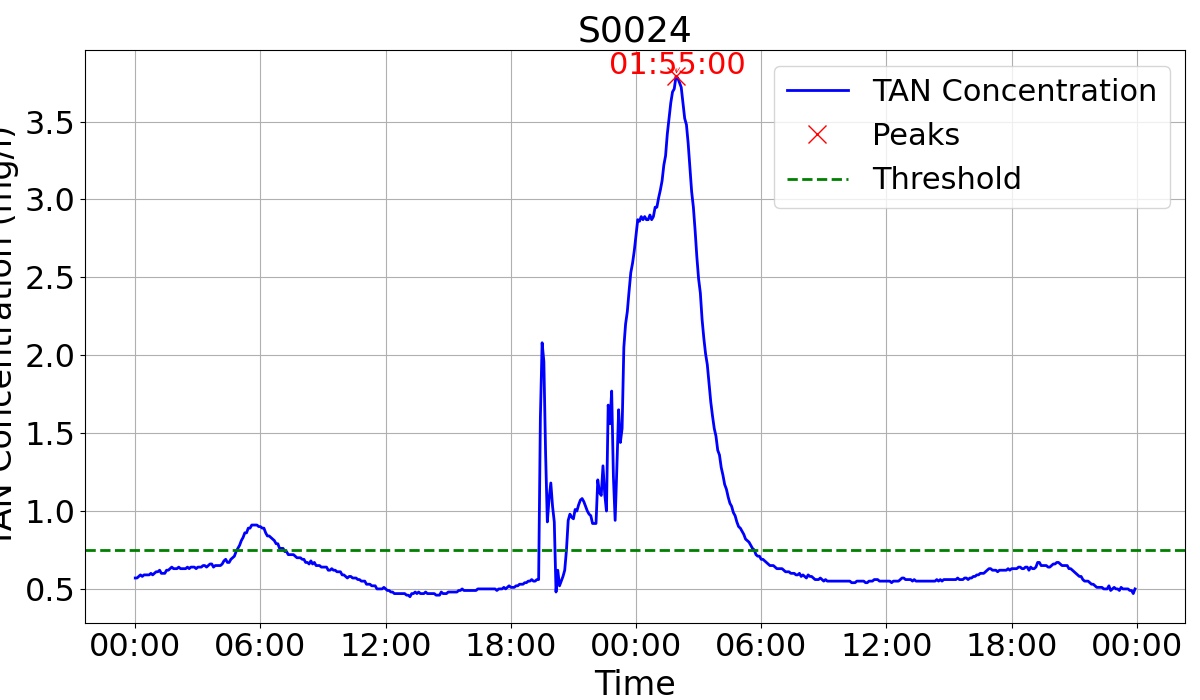 S0024
01:55:00
TAN Concentration
Peaks
Threshold
TAN Concentration (mg/l)
3.5
3.0
2.5
2.0
1.5
1.0
0.5
00:00 06:00 12:00 18:00 00:00 06:00 12:00 18:00 00:00
Time